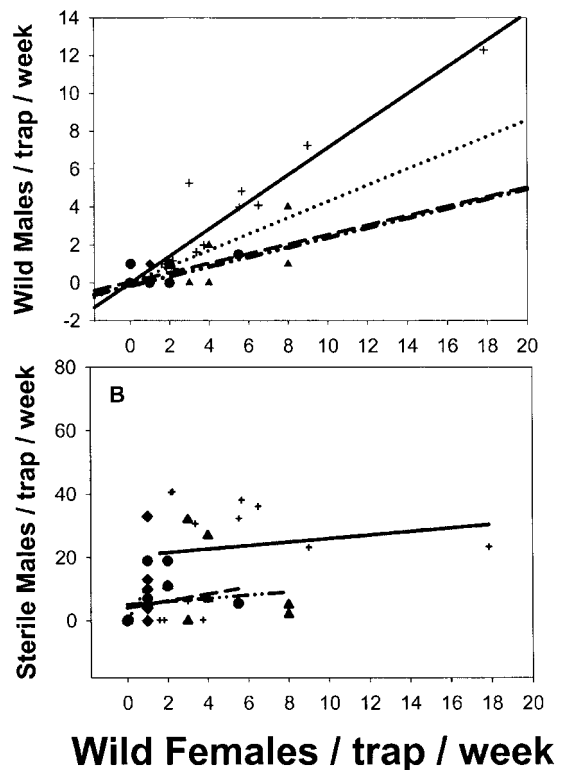 14
12
10
8
6
4
2
0
-2
Wild Males / trap / week
0 2 4 6 8 10 12 14 16 18 20
80
60
40
20
0
B
Sterile Males / trap / week
0 2 4 6 8 10 12 14 16 18 20
Wild Females / trap / week